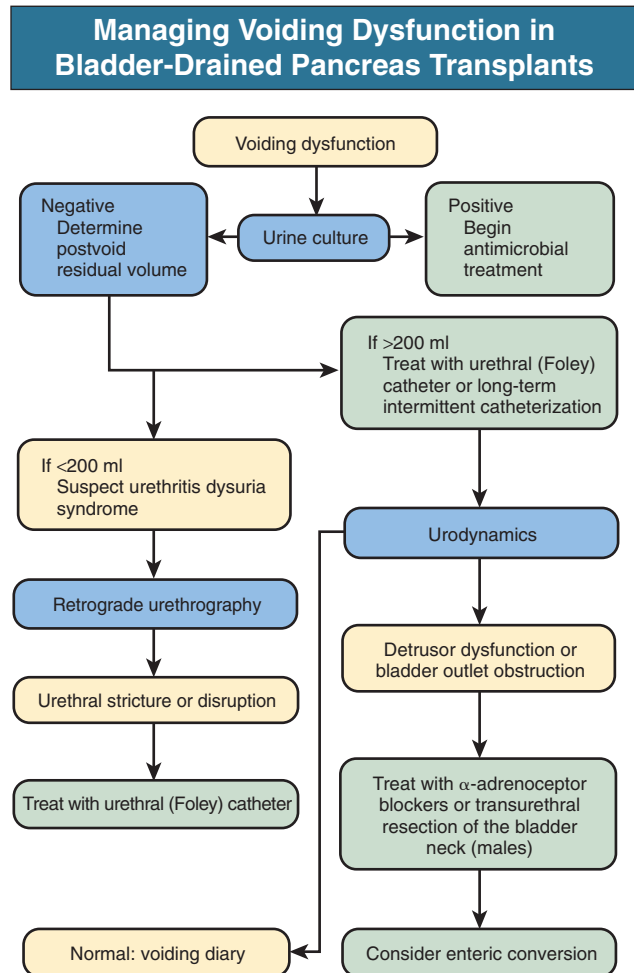 Managing Voiding Dysfunction in
Bladder-Drained Pancreas Transplants
Voiding dysfunction
Negative
Determine
postvoid
residual volume
Urine culture
Positive
Begin
antimicrobial
treatment
If >200 ml
Treat with urethral (Foley)
catheter or long-term
intermittent catheterization
If <200 ml
Suspect urethritis dysuria
syndrome
Urodynamics
Retrograde urethrography
Detrusor dysfunction or
bladder outlet obstruction
Urethral stricture or disruption
Treat with urethral (Foley) catheter
Treat with α-adrenoceptor
blockers or transurethral
resection of the bladder
neck (males)
Normal: voiding diary
Consider enteric conversion